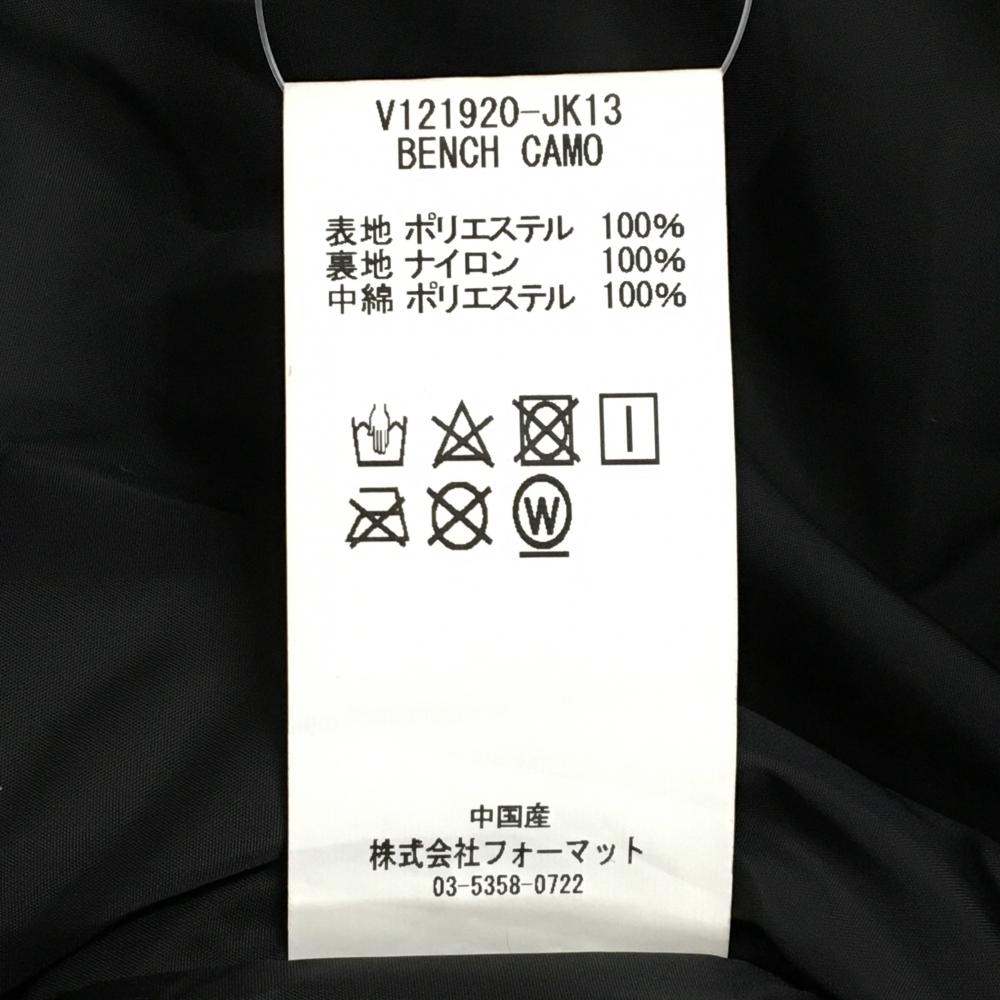 V121920-JK13
BENCH CAMO
表地 ポリエステル 100%
裏地 ナイロン 100%
中綿 ポリエステル 100%
W
中国産
株式会社フォーマット
03-5358-0722